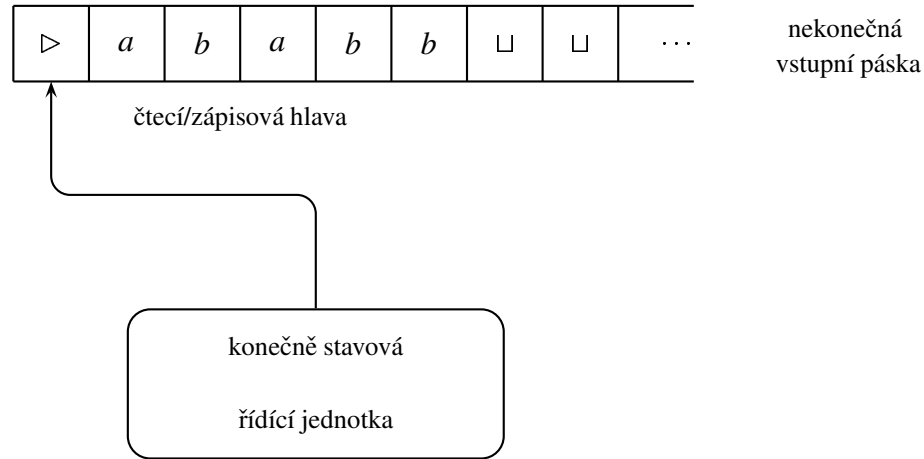 ▷ a b a b b ⊔ ⊔ ···
nekonečná
vstupní páska
čtecí/zápisová hlava
konečně stavová
řídící jednotka